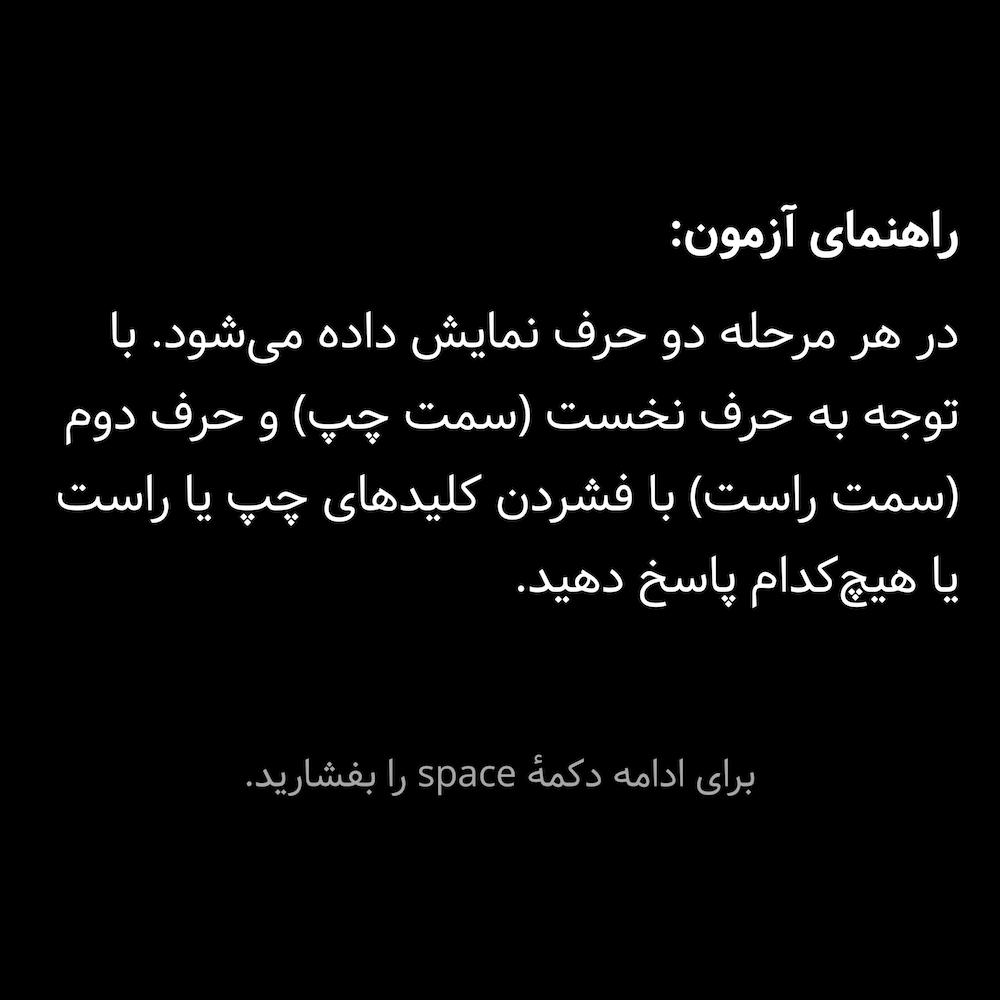 راهنمای آزمون:
در هر مرحله دو حرف نمایش داده می‌شود. با
توجه به حرف نخست (سمت چپ) و حرف دوم
(سمت راست) با فشردن کلیدهای چپ یا راست
یا هیچ‌کدام پاسخ دهید.
برای ادامه دکمهٔ space را بفشارید.